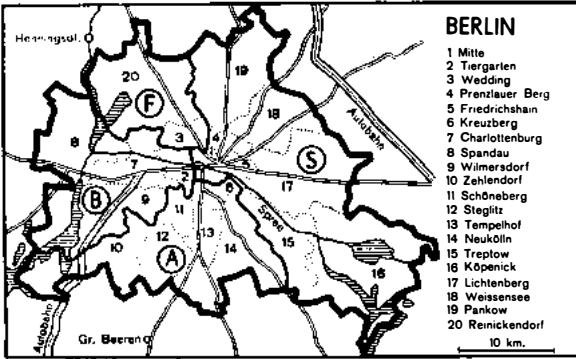 BERLIN
1 Mitte
2 Tiergarten
3 Wedding
4 Prenzlauer Berg
5 Friedrichshain
6 Kreuzberg
7 Charlottenburg
8 Spandau
9 Wilmersdorf
10 Zehlendorf
11 Schöneberg
12 Steglitz
13 Tempelhof
14 Neukölln
15 Treptow
16 Köpenick
17 Lichtenberg
18 Weissensee
19 Pankow
20 Reinickendorf
10 km.
20
19
F
18
Autobahn
3
4
8
7
S
2
6
17
B
9
11
Spree
10
12
13
14
15
A
16
Autobahn
Gr. Beeren